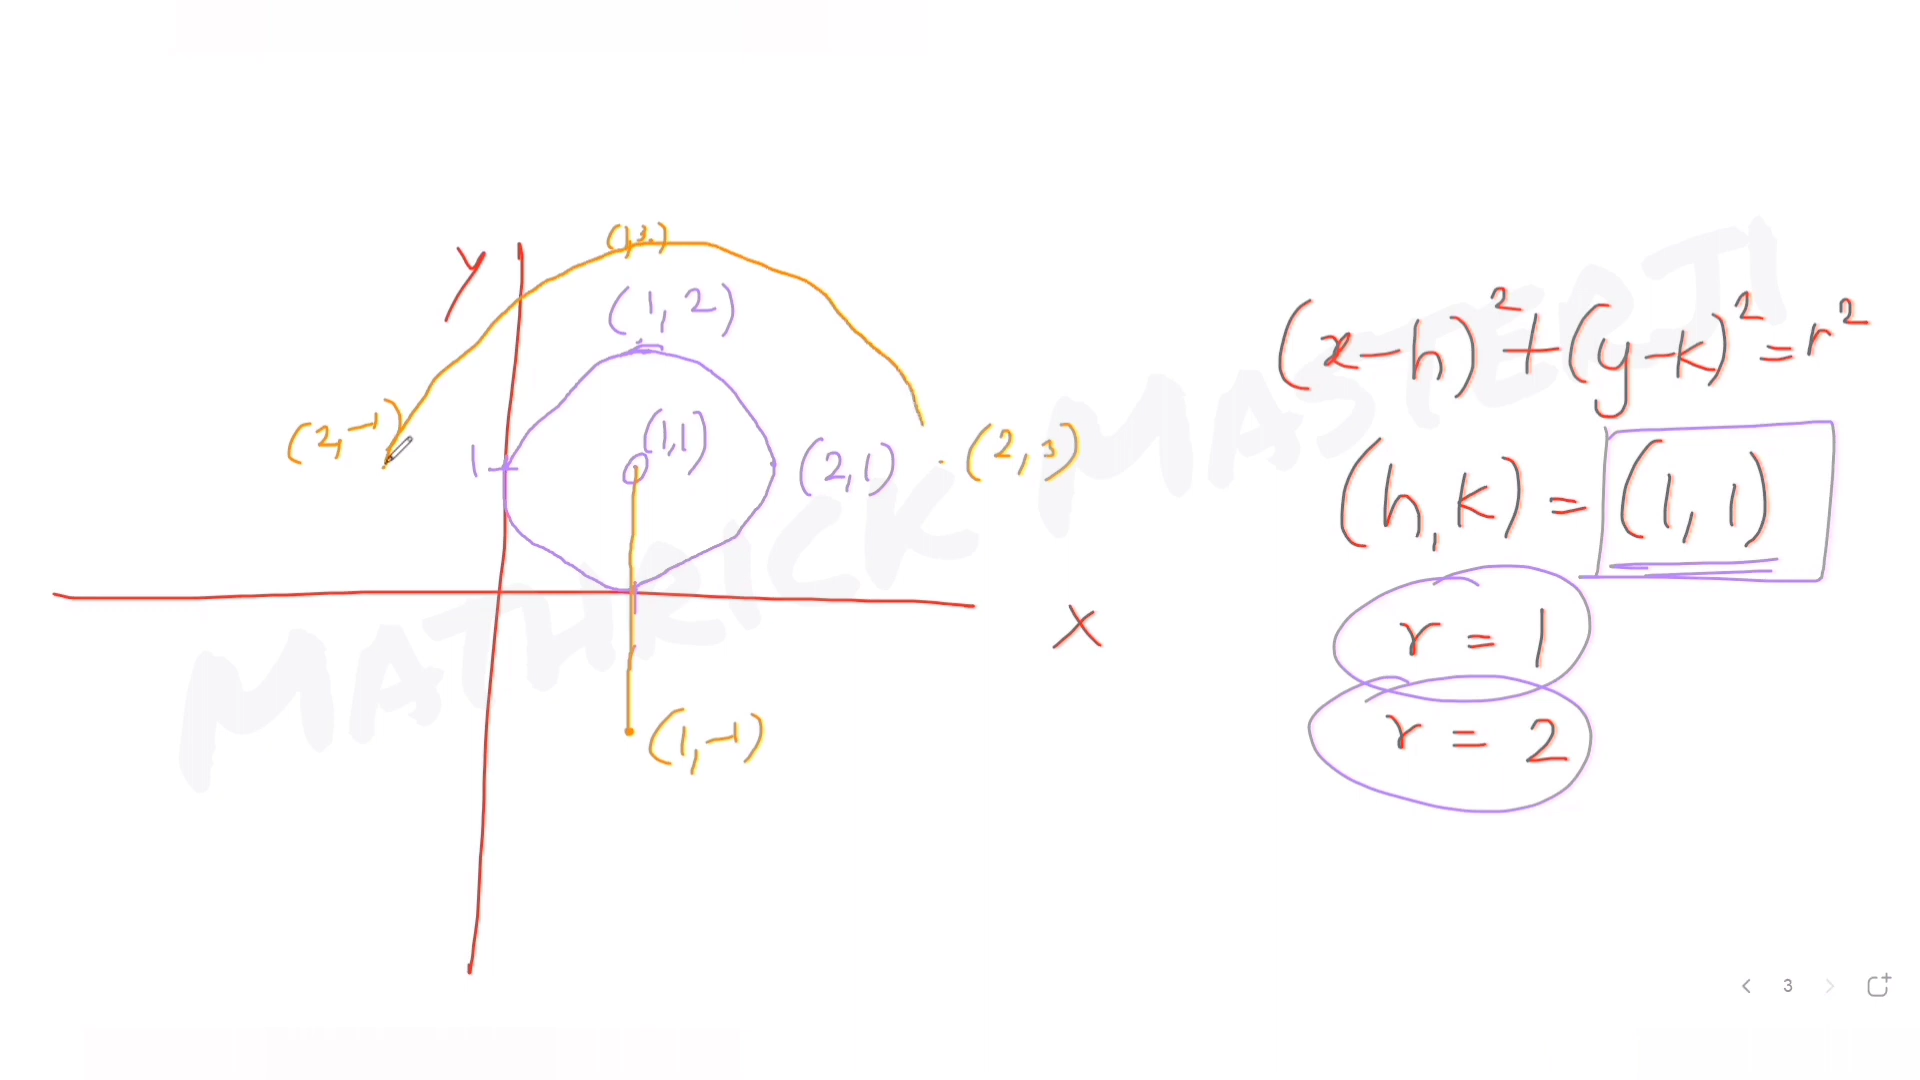 (1,3)
y
(1, 2)
(x-h)²+(y-k)²=r²
(2,-1)
1
(1,1)
(2,1)
(2,3)
(h,k) = (1,1)
x
r = 1
(1,-1)
r = 2
MATHRICK MASTERJI
3